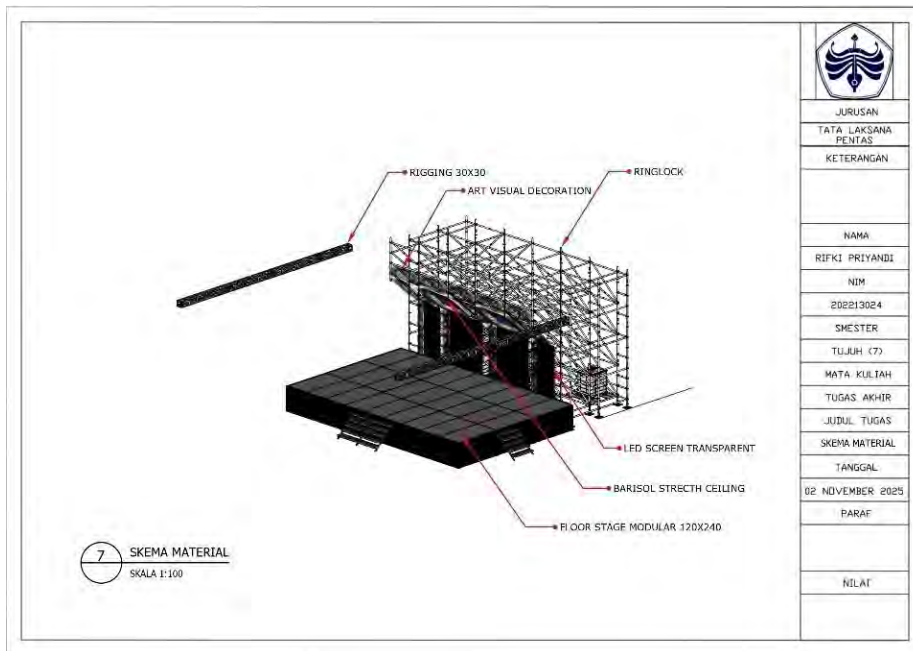 RIGGING 30X30
ART VISUAL DECORATION
RINGLOCK
LED SCREEN TRANSPARENT
BARISOL STRECTH CEILING
FLOOR STAGE MODULAR 120X240
7
SKEMA MATERIAL
SKALA 1:100
JURUSAN
TATA LAKSANA
PENTAS
KETERANGAN
NAMA
RIFKI PRIYANDI
NIM
202213024
SMESTER
TUJUH (7)
MATA KULIAH
TUGAS AKHIR
JUDUL TUGAS
SKEMA MATERIAL
TANGGAL
02 NOVEMBER 2025
PARAF
NILAI